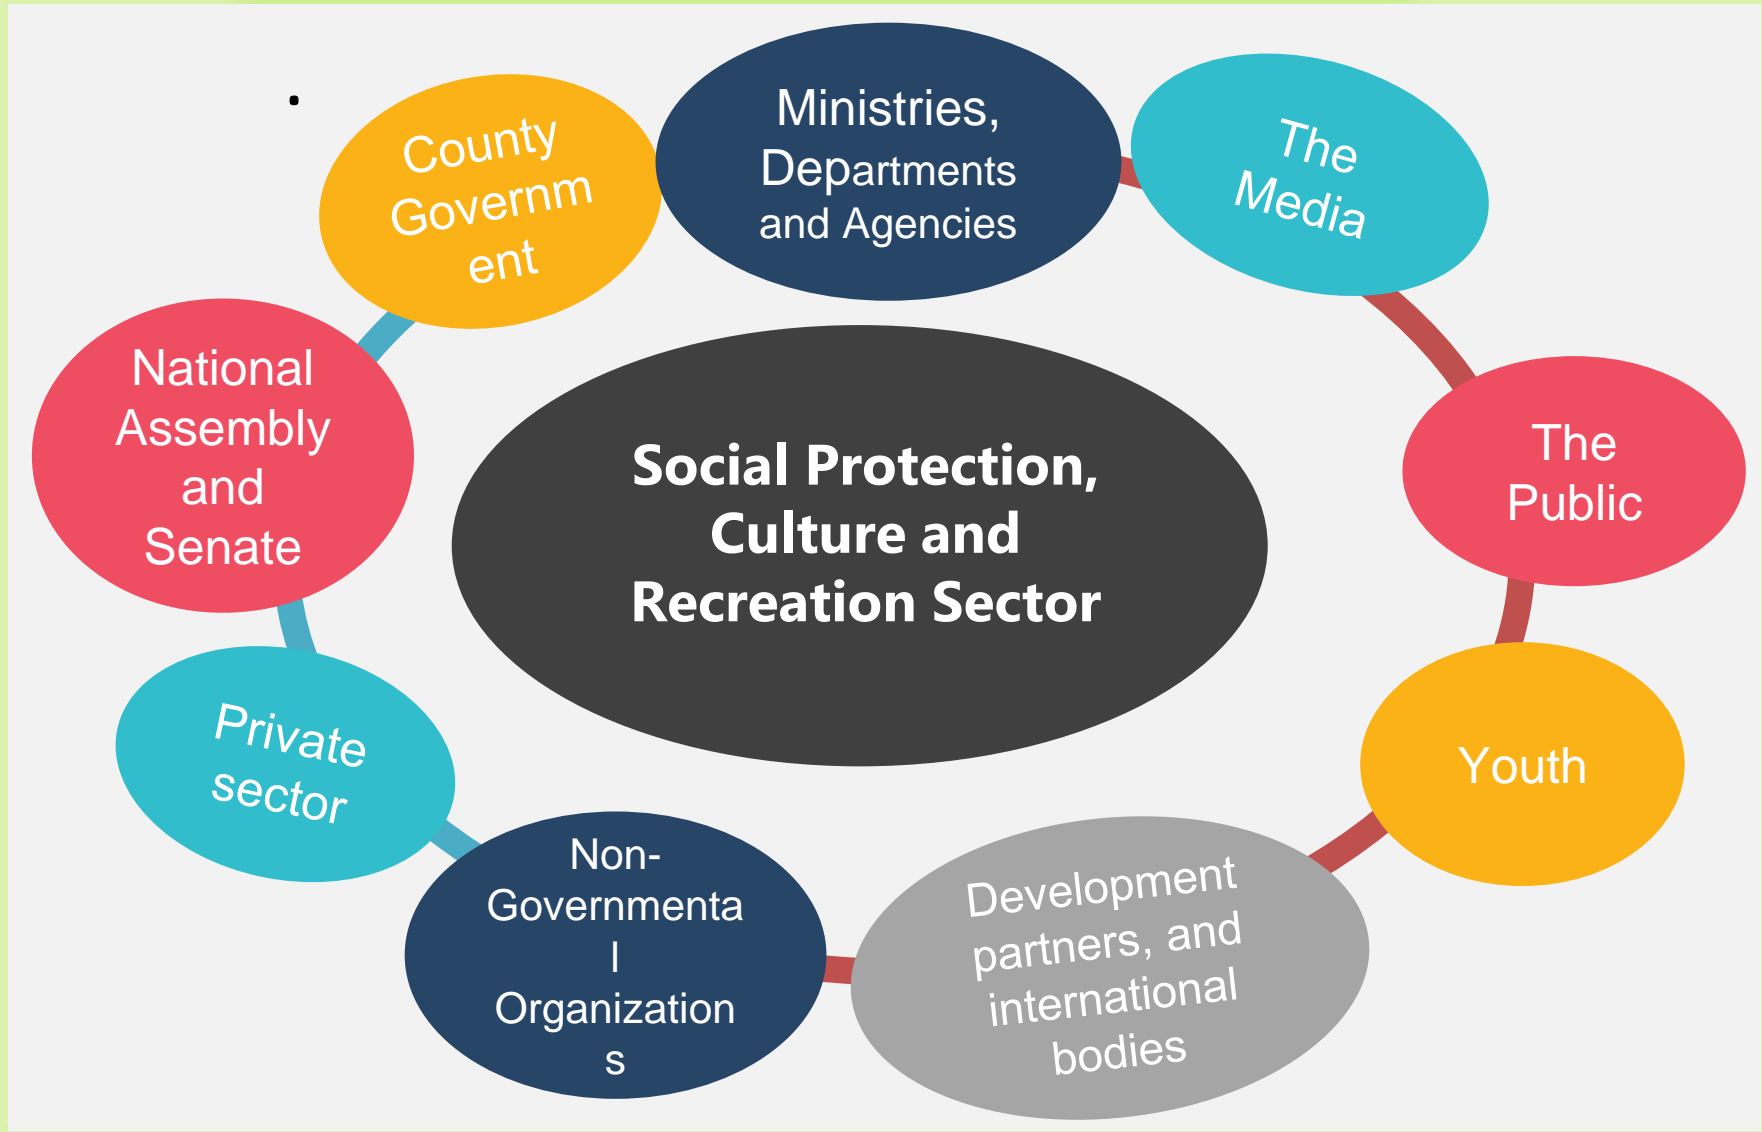 .
County
Governm
ent
Ministries,
Departments
and Agencies
The
Media
National
Assembly
and
Senate
Social Protection,
Culture and
Recreation Sector
The
Public
Private
sector
Youth
Non-
Governmenta
l
Organization
s
Development
partners, and
international
bodies